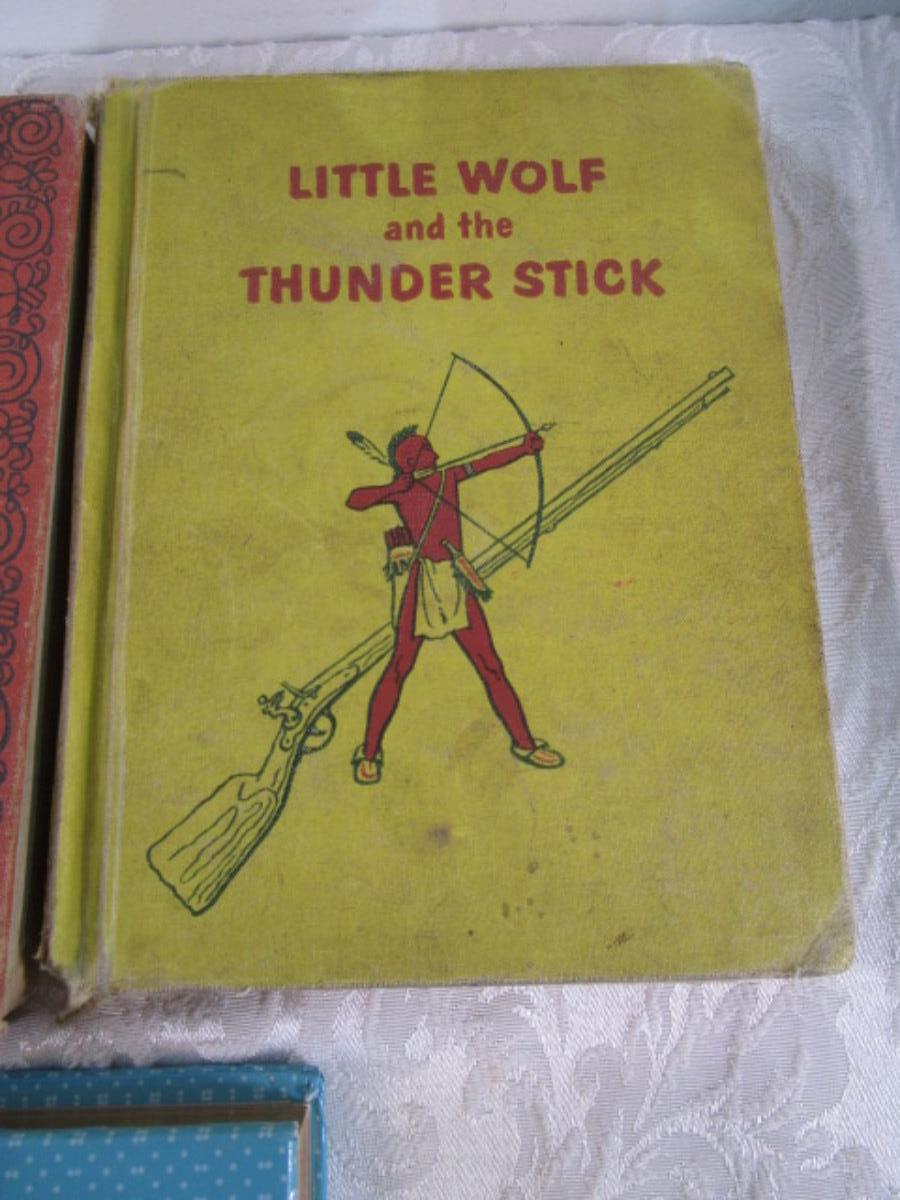 LITTLE WOLF
and the
THUNDER STICK